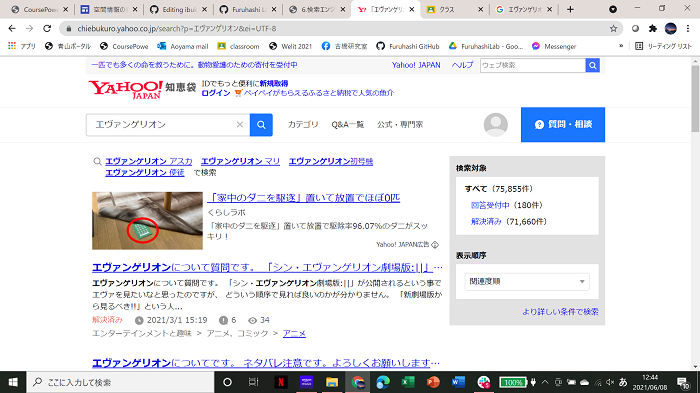 CoursePowe
空間情報の
Editing ibui
Furuhashi L
6.検索エンジ
「エヴァンゲリ
クラス
エヴァンゲリオン
chiebukuro.yahoo.co.jp/search?p=エヴァンゲリオン&ei=UTF-8
アプリ
青山ポータル
CoursePowe
Aoyama mail
classroom
Welit 2021
古橋研究室
Furuhashi GitHub
FuruhashiLab - Goo...
Messenger
リーディング リスト
一匹でも多くの命を救うために。動物愛護のための寄付を受付中
Yahoo! JAPAN
ヘルプ
ウェブ検索
YAHOO! JAPAN 知恵袋
IDでもっと便利に新規取得
ログイン ペイペイがもらえるふるさと納税で人気の魚介
エヴァンゲリオン
カテゴリ
Q&A一覧
公式・専門家
質問・相談
エヴァンゲリオン アスカ エヴァンゲリオン マリ エヴァンゲリオン初号機
エヴァンゲリオン 使徒 で検索
「家中のダニを駆逐」置いて放置でほぼ0匹
くらしラボ
「家中のダニを駆逐」置いて放置で駆除率96.07%のダニがスッ
キリ！
Yahoo! JAPAN広告
エヴァンゲリオンについて質問です。 「シン・エヴァンゲリオン劇場版:||」…
エヴァンゲリオンについて質問です。 「シン・エヴァンゲリオン劇場版:||」が公開されるという事で
エヴァを見たいなと思ったのですが、 どういう順序で見れば良いのかが分かりません。 「新劇場版か
ら見るべき!!」という人...
解決済み 2021/3/1 15:19 6 34
エンターテインメントと趣味 > アニメ、コミック > アニメ
エヴァンゲリオンについてです。 ネタバレ注意です。よろしくお願いします…
検索対象
すべて（75,855件）
回答受付中（180件）
解決済み（71,660件）
表示順序
関連度順
より詳しい条件で検索
ここに入力して検索
100%
あ
12:44
2021/06/08
10